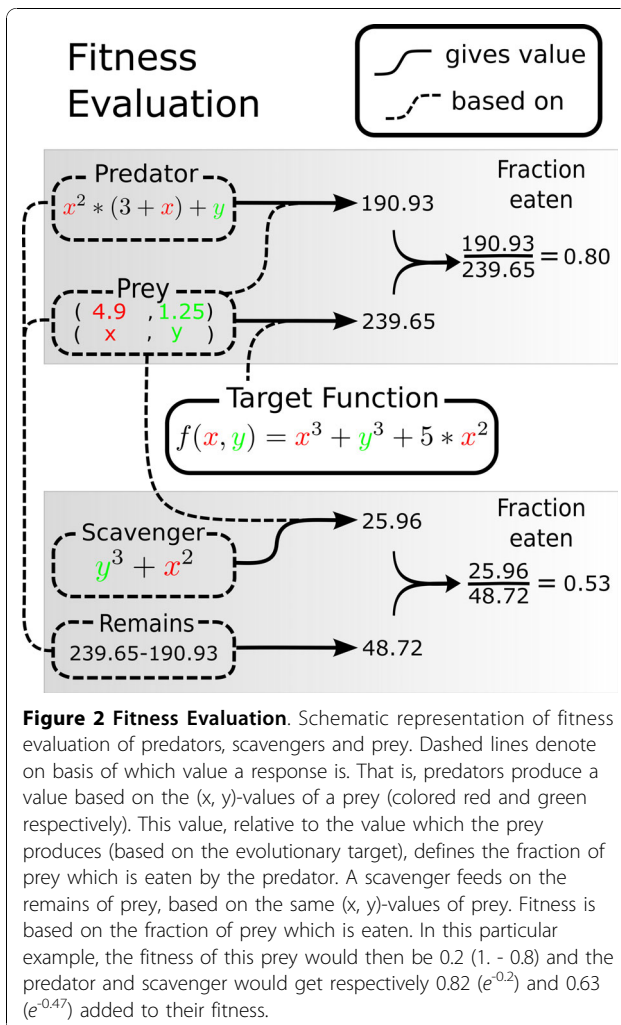 Fitness
Evaluation
gives value
based on
Predator
x² * (3 + x) + y
190.93
Fraction
eaten
190.93
239.65
= 0.80
Prey
( 4.9 , 1.25)
( x , y )
239.65
Target Function
f(x, y) = x³ + y³ + 5 * x²
Scavenger
y³ + x²
25.96
Fraction
eaten
25.96
48.72
= 0.53
Remains
239.65-190.93
48.72
Figure 2 Fitness Evaluation. Schematic representation of fitness
evaluation of predators, scavengers and prey. Dashed lines denote
on basis of which value a response is. That is, predators produce a
value based on the (x, y)-values of a prey (colored red and green
respectively). This value, relative to the value which the prey
produces (based on the evolutionary target), defines the fraction of
prey which is eaten by the predator. A scavenger feeds on the
remains of prey, based on the same (x, y)-values of prey. Fitness is
based on the fraction of prey which is eaten. In this particular
example, the fitness of this prey would then be 0.2 (1. - 0.8) and the
predator and scavenger would get respectively 0.82 (e^-0.2) and 0.63
(e^-0.47) added to their fitness.